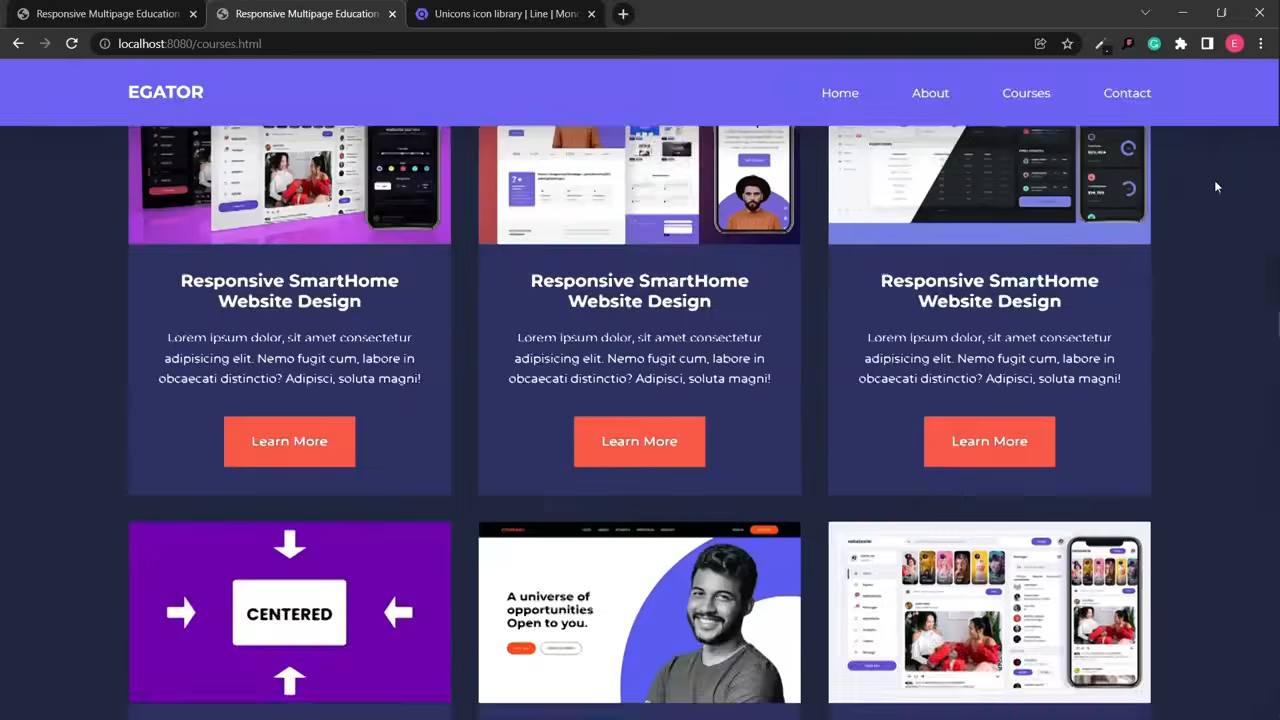 Responsive Multipage Education
Responsive Multipage Education
Unicons icon library | Line | Mon
localhost:8080/courses.html
E
EGATOR
Home
About
Courses
Contact
Responsive SmartHome
Website Design
Lorem ipsum dolor, sit amet consectetur
adipisicing elit. Nemo fugit cum, labore in
obcaecati distinctio? Adipisci, soluta magni!
Learn More
Responsive SmartHome
Website Design
Lorem ipsum dolor, sit amet consectetur
adipisicing elit. Nemo fugit cum, labore in
obcaecati distinctio? Adipisci, soluta magni!
Learn More
Responsive SmartHome
Website Design
Lorem ipsum dolor, sit amet consectetur
adipisicing elit. Nemo fugit cum, labore in
obcaecati distinctio? Adipisci, soluta magni!
Learn More
CENTERED
A universe of
opportunities
Open to you.